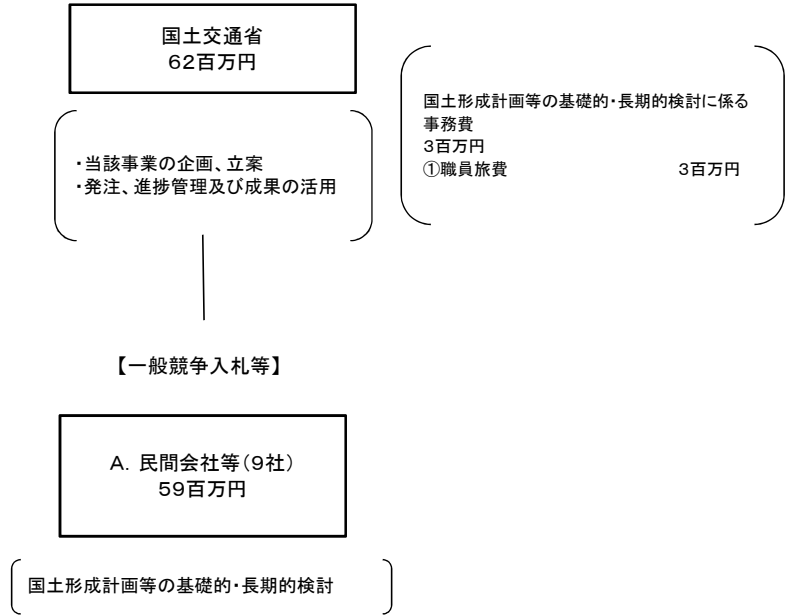 国土交通省
62百万円
国土形成計画等の基礎的・長期的検討に係る
事務費
3百万円
①職員旅費 3百万円
・当該事業の企画、立案
・発注、進捗管理及び成果の活用
【一般競争入札等】
A. 民間会社等(9社)
59百万円
国土形成計画等の基礎的・長期的検討